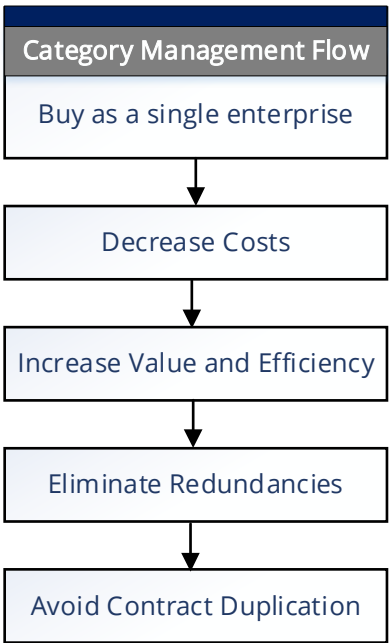 Category Management Flow
Buy as a single enterprise
Decrease Costs
Increase Value and Efficiency
Eliminate Redundancies
Avoid Contract Duplication